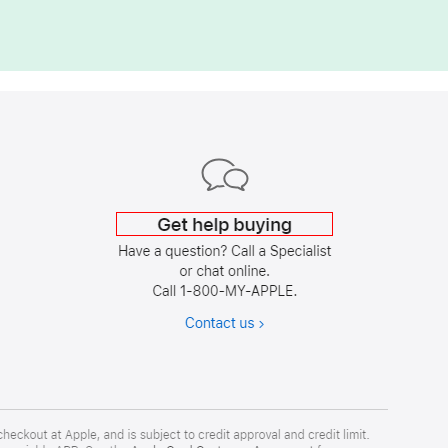 Get help buying
Have a question? Call a Specialist
or chat online.
Call 1-800-MY-APPLE.
Contact us ›
checkout at Apple, and is subject to credit approval and credit limit.